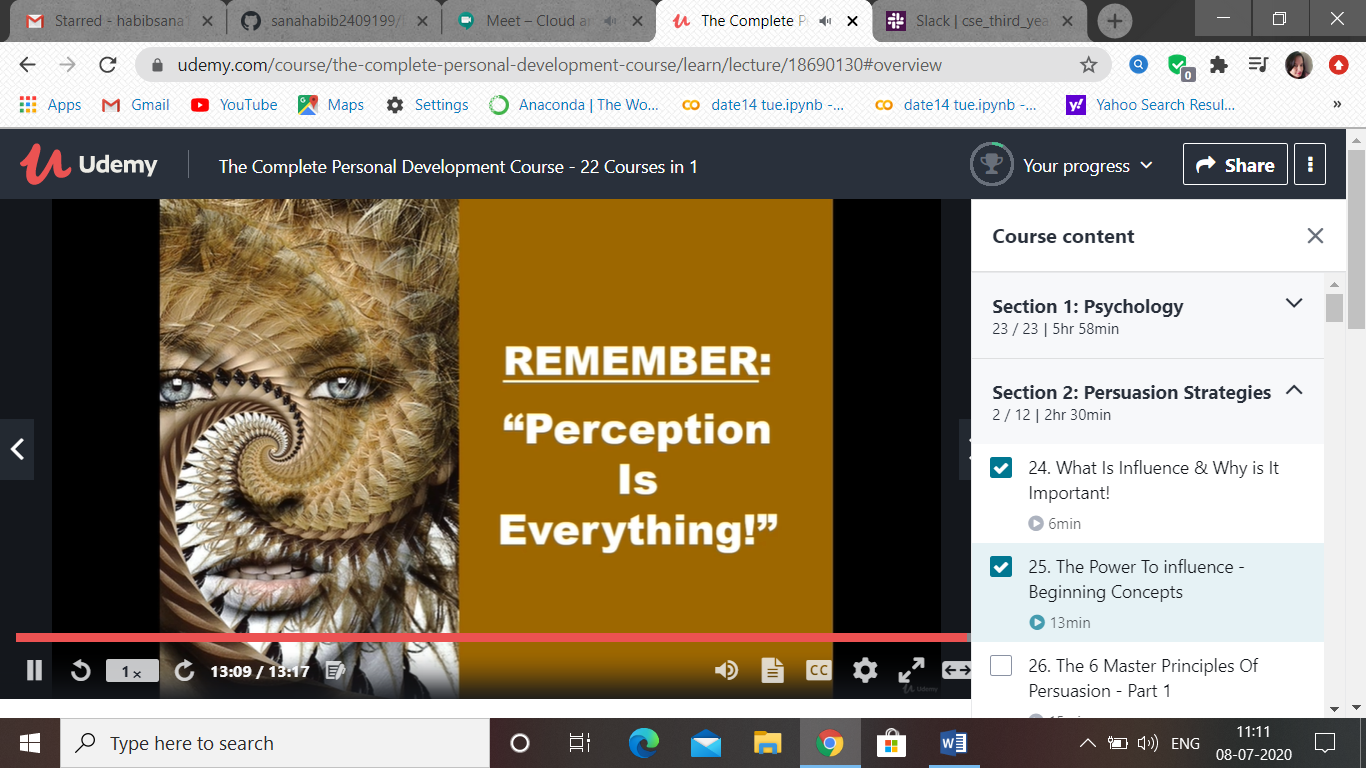 Starred - habibsana
sanahabib2409199/
Meet – Cloud an
The Complete P
Slack | cse_third_yea
udemy.com/course/the-complete-personal-development-course/learn/lecture/18690130#overview
0
Apps
Gmail
YouTube
Maps
Settings
Anaconda | The Wo...
date14 tue.ipynb -...
date14 tue.ipynb -...
Yahoo Search Resul...
»
Udemy
The Complete Personal Development Course - 22 Courses in 1
Your progress
Share
REMEMBER:
“Perception
Is
Everything!”
1x
13:09 / 13:17
CC
Udemy
Course content
Section 1: Psychology
23 / 23 | 5hr 58min
Section 2: Persuasion Strategies
2 / 12 | 2hr 30min
24. What Is Influence & Why is It
Important!
6min
25. The Power To influence -
Beginning Concepts
13min
26. The 6 Master Principles Of
Persuasion - Part 1
Type here to search
ENG
11:11
08-07-2020